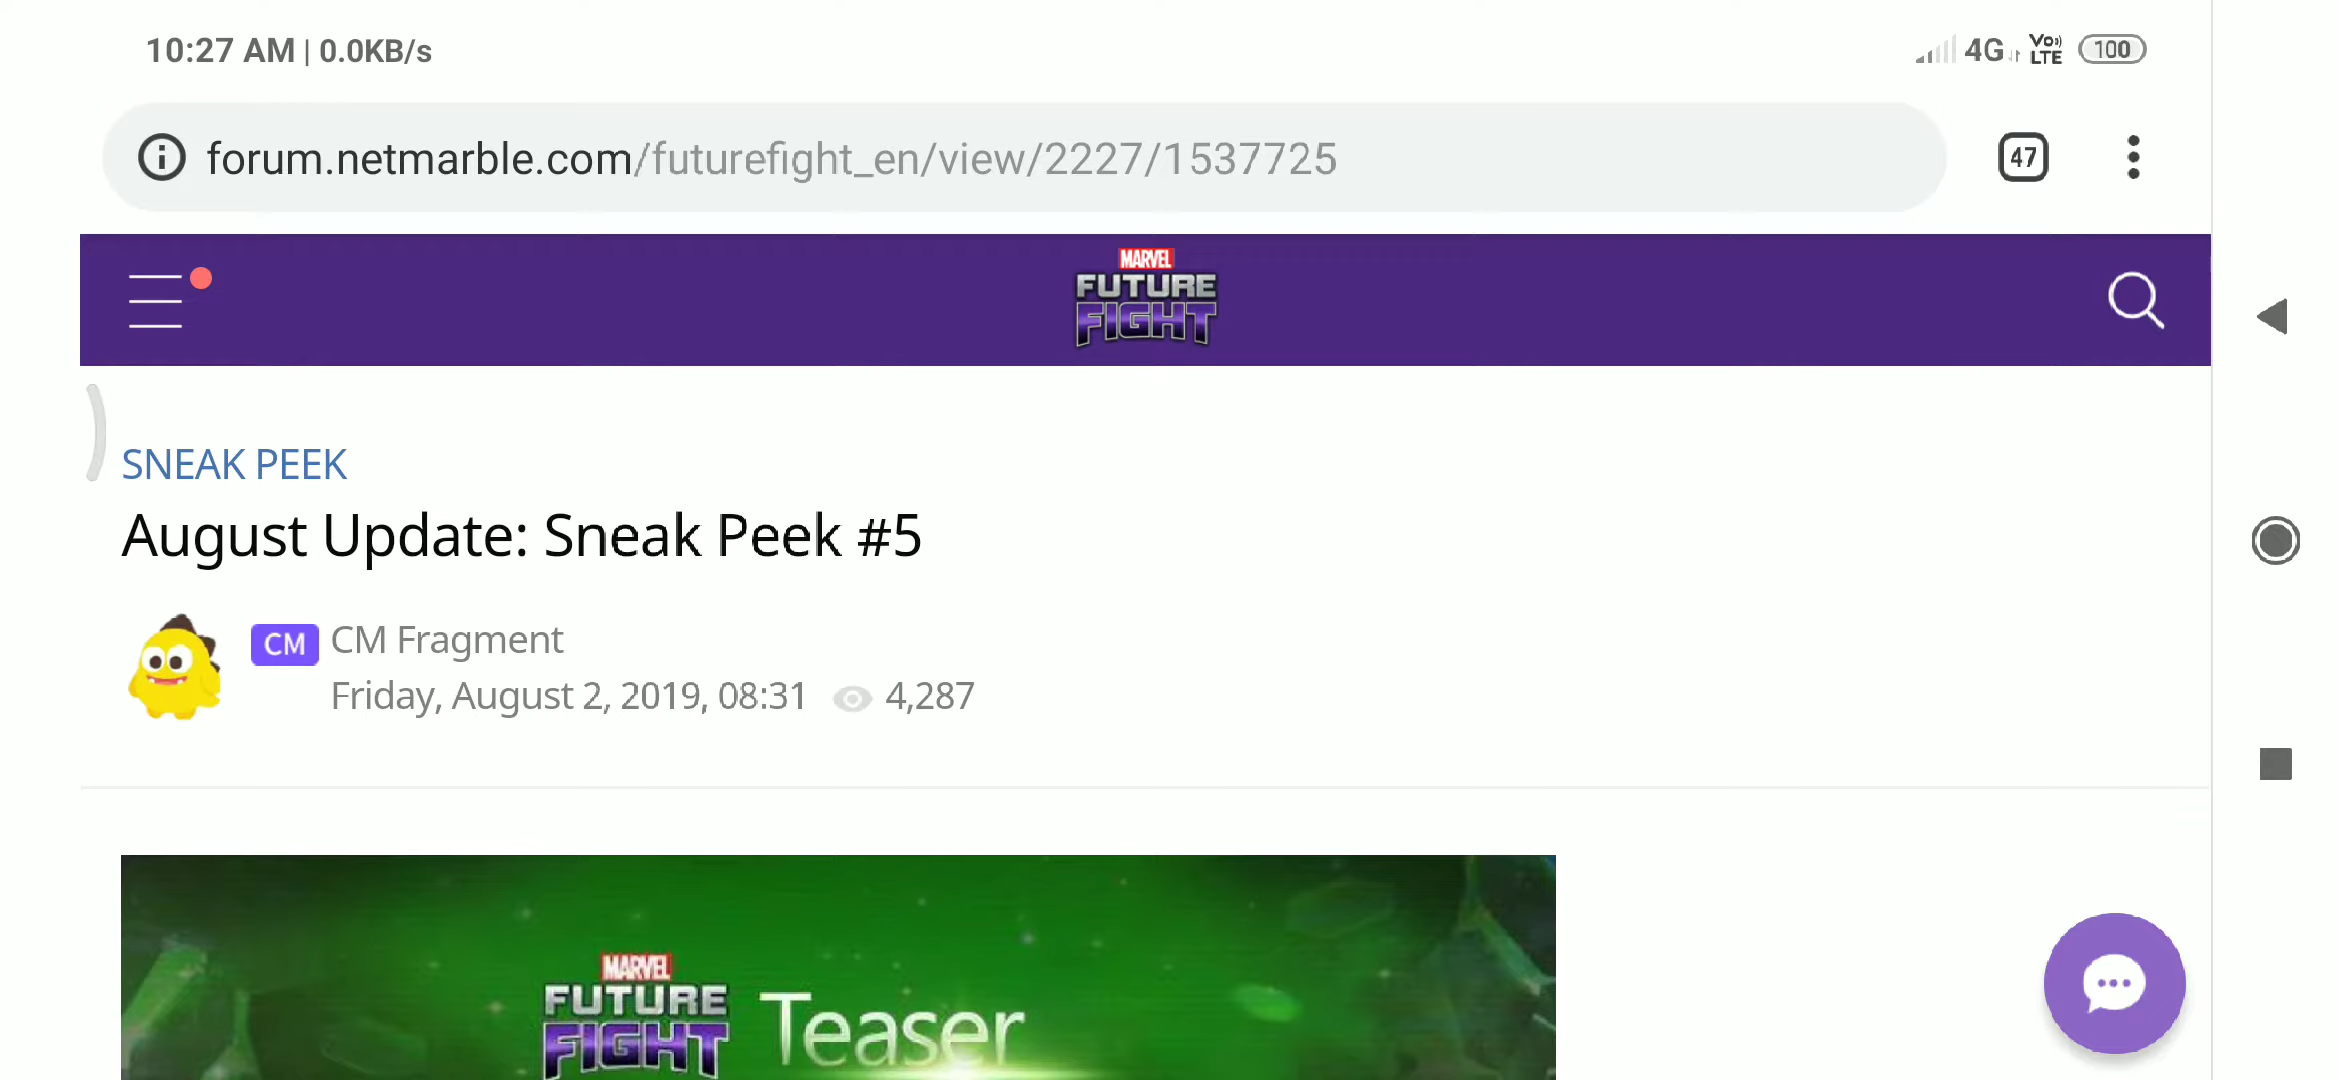 10:27 AM | 0.0KB/s
4G Vo)) LTE 100
forum.netmarble.com/futurefight_en/view/2227/1537725
47
MARVEL
FUTURE
FIGHT
SNEAK PEEK
August Update: Sneak Peek #5
CM CM Fragment
Friday, August 2, 2019, 08:31 4,287
MARVEL
FUTURE
FIGHT Teaser